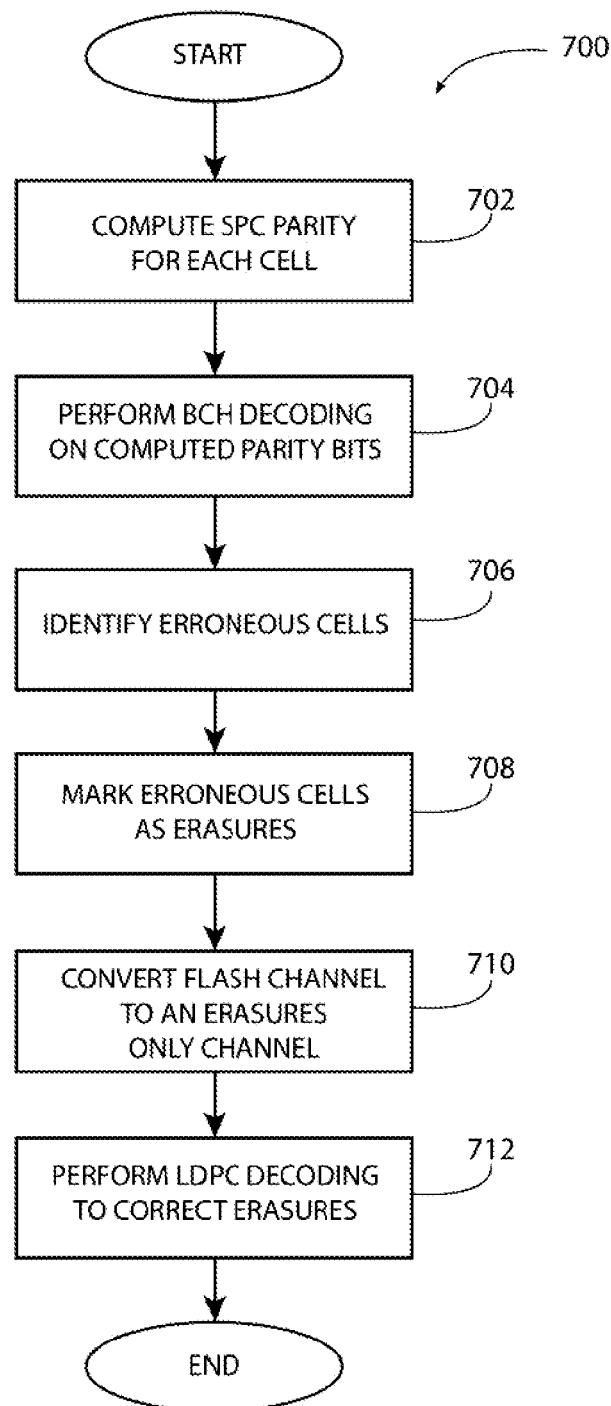 START
700
702
COMPUTE SPC PARITY
FOR EACH CELL
704
PERFORM BCH DECODING
ON COMPUTED PARITY BITS
706
IDENTIFY ERRONEOUS CELLS
708
MARK ERRONEOUS CELLS
AS ERASURES
710
CONVERT FLASH CHANNEL
TO AN ERASURES
ONLY CHANNEL
712
PERFORM LDPC DECODING
TO CORRECT ERASURES
END